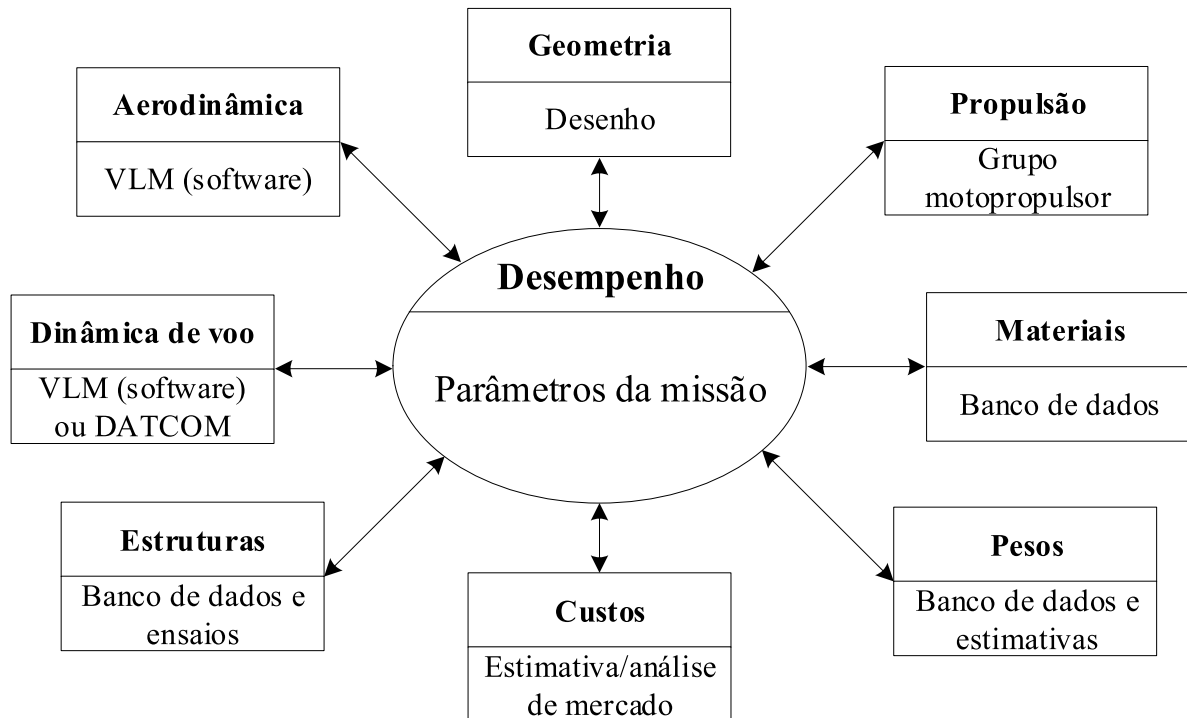 Geometria
Desenho
Aerodinâmica
VLM (software)
Propulsão
Grupo
motopropulsor
Desempenho
Parâmetros da missão
Dinâmica de voo
VLM (software)
ou DATCOM
Materiais
Banco de dados
Estruturas
Banco de dados e
ensaios
Custos
Estimativa/análise
de mercado
Pesos
Banco de dados e
estimativas